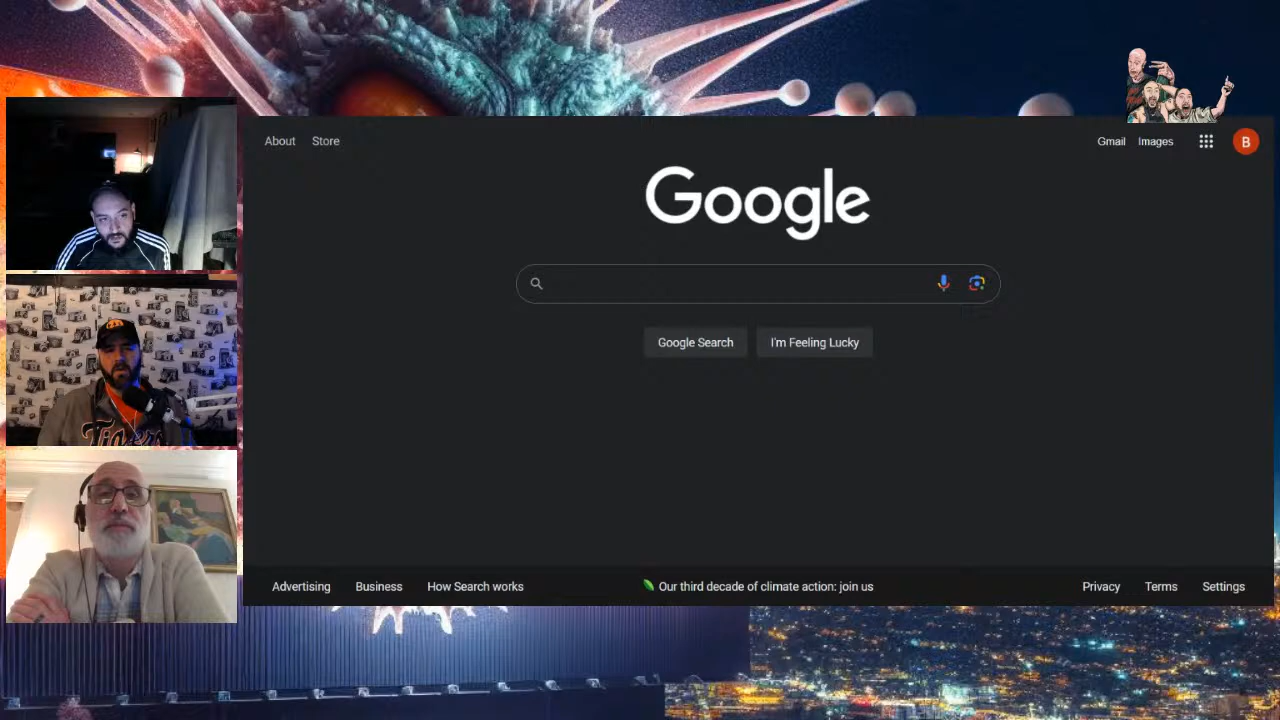 About Store
Gmail Images
B
Google
Google Search I'm Feeling Lucky
Tigers
Advertising Business How Search works
Our third decade of climate action: join us
Privacy Terms Settings